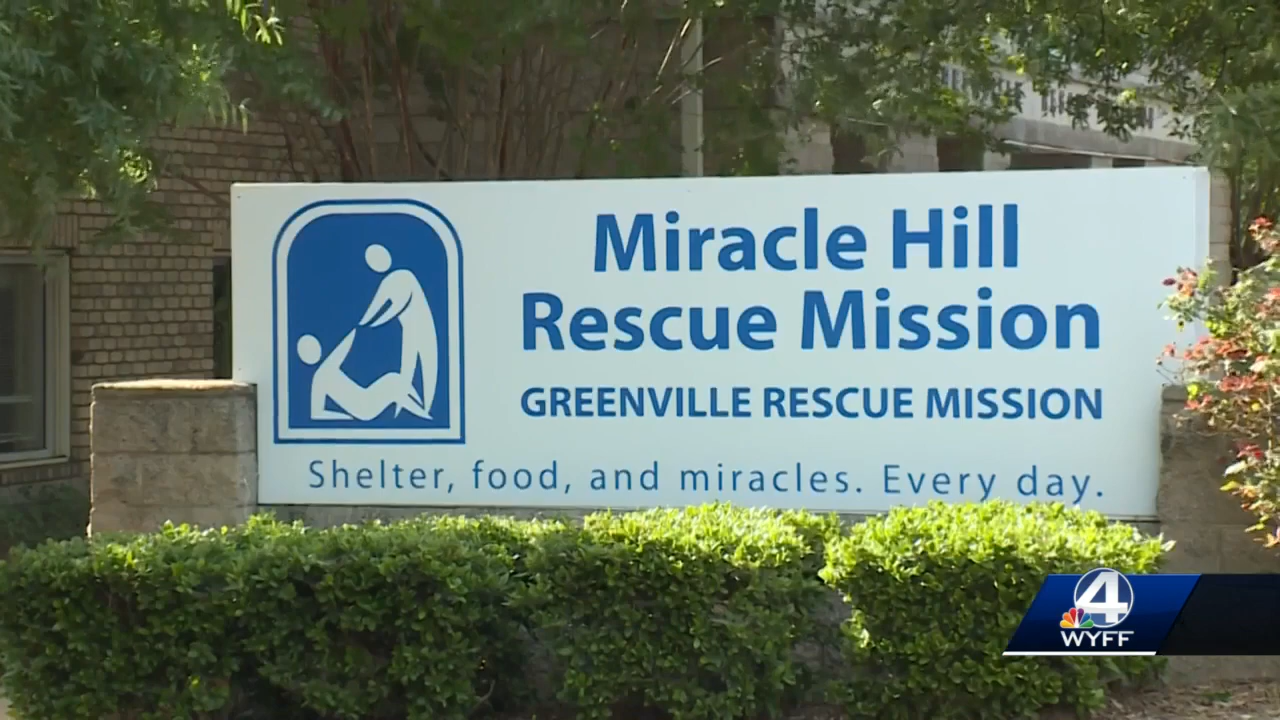 Miracle Hill
Rescue Mission
GREENVILLE RESCUE MISSION
Shelter, food, and miracles. Every day.
4
WYFF